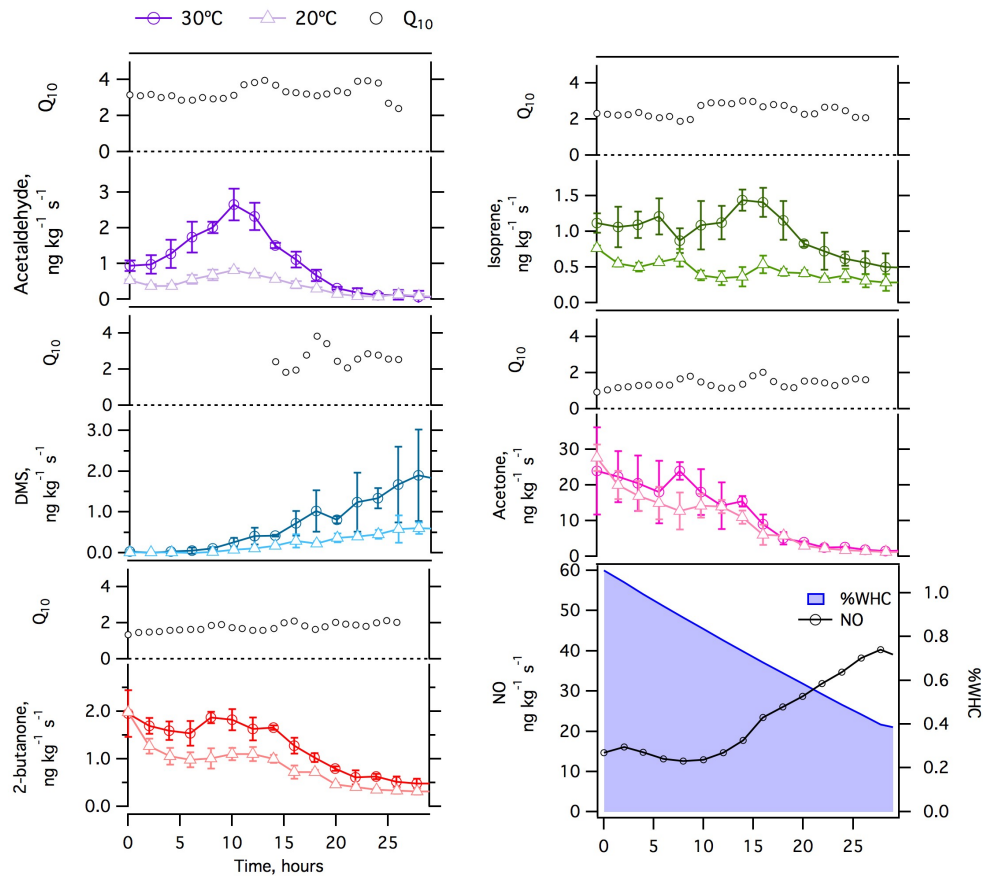 30ºC 20ºC Q10
Q10
4
2
0
Acetaldehyde,
ng kg-1 s-1
3
2
1
0
Q10
4
2
0
DMS,
ng kg-1 s-1
3.0
2.0
1.0
0.0
Q10
4
2
0
2-butanone,
ng kg-1 s-1
2.0
1.0
0.0
0 5 10 15 20 25
Time, hours
Q10
4
2
0
Isoprene,
ng kg-1 s-1
1.5
1.0
0.5
0.0
Q10
4
2
0
Acetone,
ng kg-1 s-1
30
20
10
0
NO
ng kg-1 s-1
60
50
40
30
20
10
0
%WHC
NO
1.0
0.8
0.6
0.4
0.2
0.0
%WHC
0 5 10 15 20 25